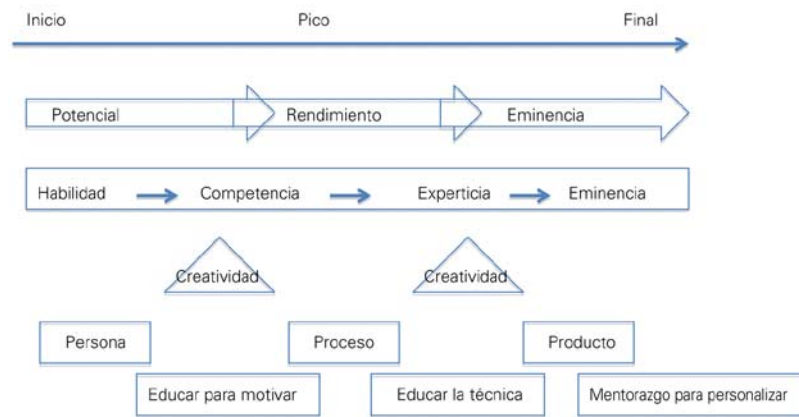 Inicio Pico Final
Potencial Rendimiento Eminencia
Habilidad Competencia Experticia Eminencia
Creatividad Creatividad
Persona Proceso Producto
Educar para motivar Educar la técnica Mentorazgo para personalizar